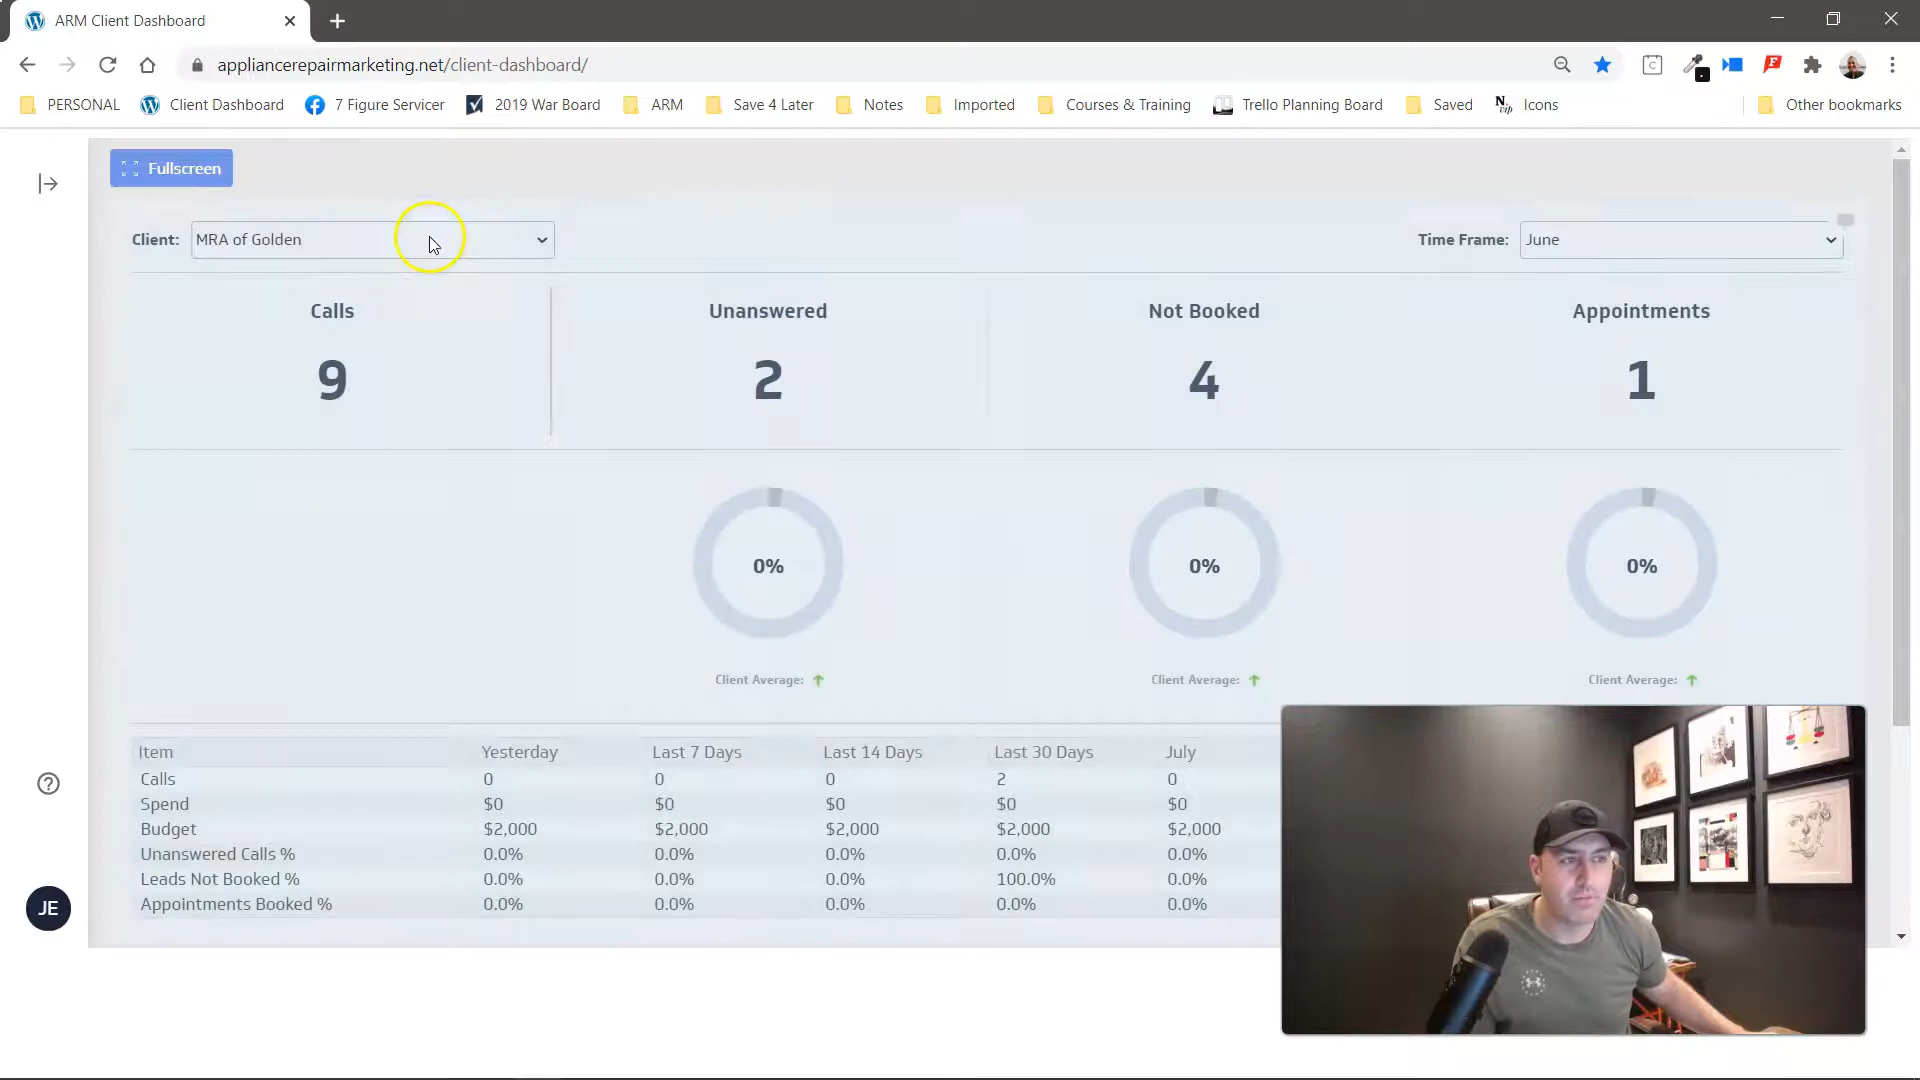 ARM Client Dashboard
appliancerepairmarketing.net/client-dashboard/
PERSONAL Client Dashboard 7 Figure Servicer 2019 War Board ARM Save 4 Later Notes Imported Courses & Training Trello Planning Board Saved Icons Other bookmarks
Fullscreen
Client: MRA of Golden Time Frame: June
Calls Unanswered Not Booked Appointments
9 2 4 1
0% 0% 0%
Client Average: Client Average: Client Average:
Item Yesterday Last 7 Days Last 14 Days Last 30 Days July
Calls 0 0 0 2 0
Spend $0 $0 $0 $0 $0
Budget $2,000 $2,000 $2,000 $2,000 $2,000
Unanswered Calls % 0.0% 0.0% 0.0% 0.0% 0.0%
Leads Not Booked % 0.0% 0.0% 0.0% 100.0% 0.0%
Appointments Booked % 0.0% 0.0% 0.0% 0.0% 0.0%
JE